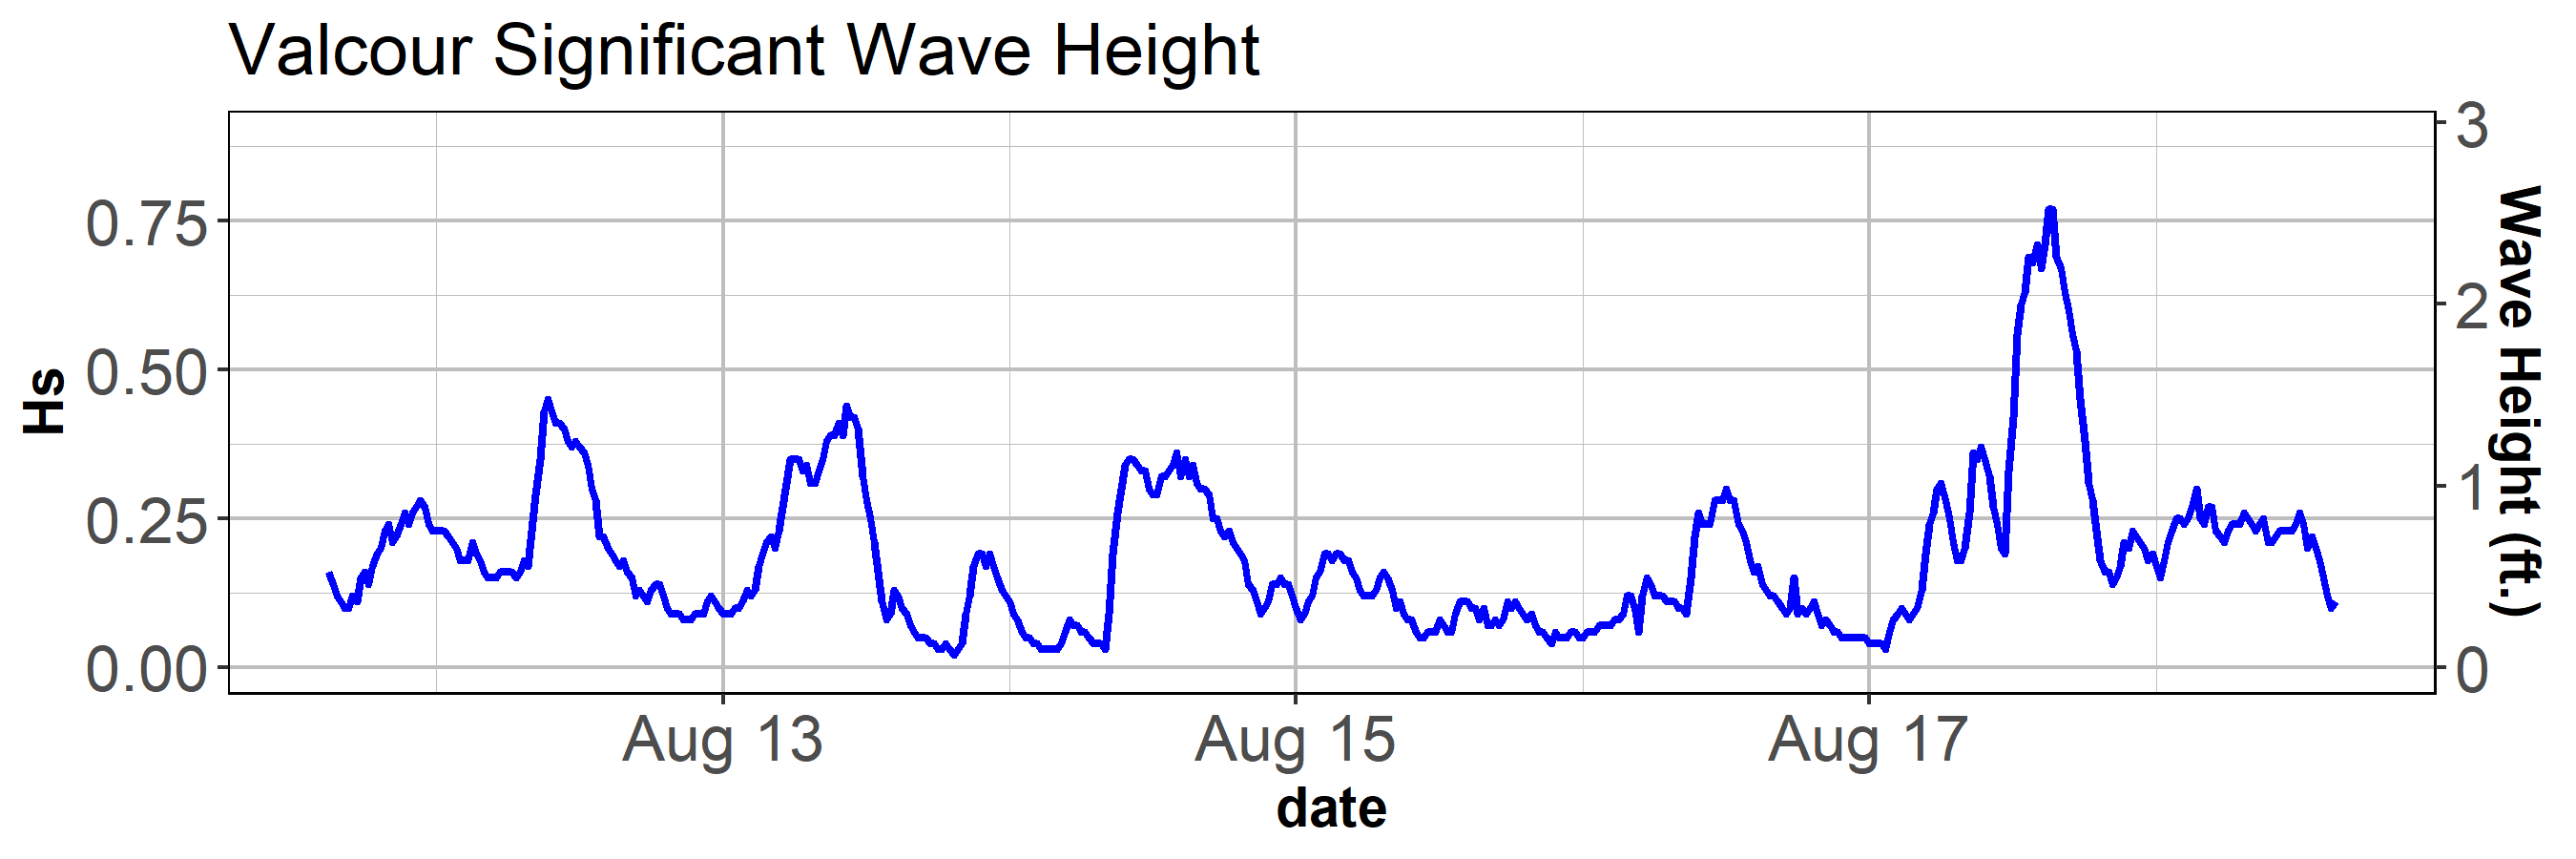 Valcour Significant Wave Height
Hs
0.75
0.50
0.25
0.00
3
2
1
0
Wave Height (ft.)
Aug 13
Aug 15
Aug 17
date